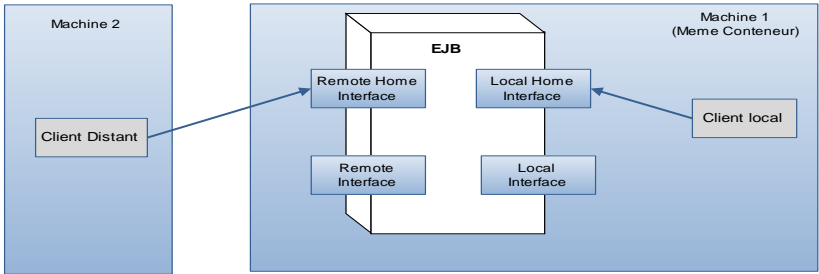 Machine 2
Machine 1
(Meme Conteneur)
EJB
Remote Home
Interface
Local Home
Interface
Client Distant
Client local
Remote
Interface
Local
Interface